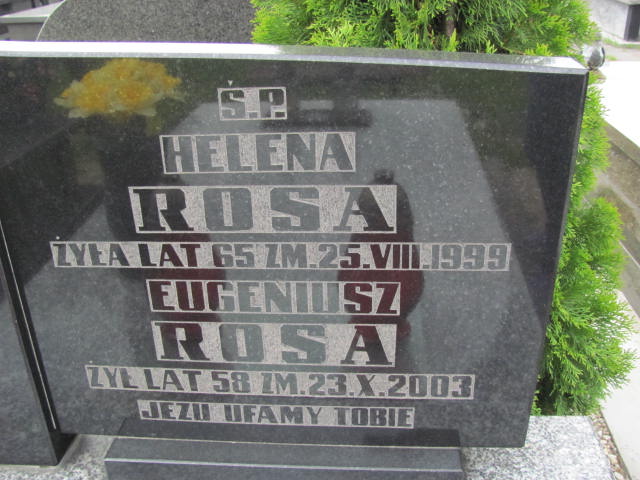 Ś.P.
HELENA
ROSA
ŻYŁA LAT 65 ZM.25.VIII.1999
EUGENIUSZ
ROSA
ŻYŁ LAT 58 ZM.23.X.2003
JEZU UFAMY TOBIE